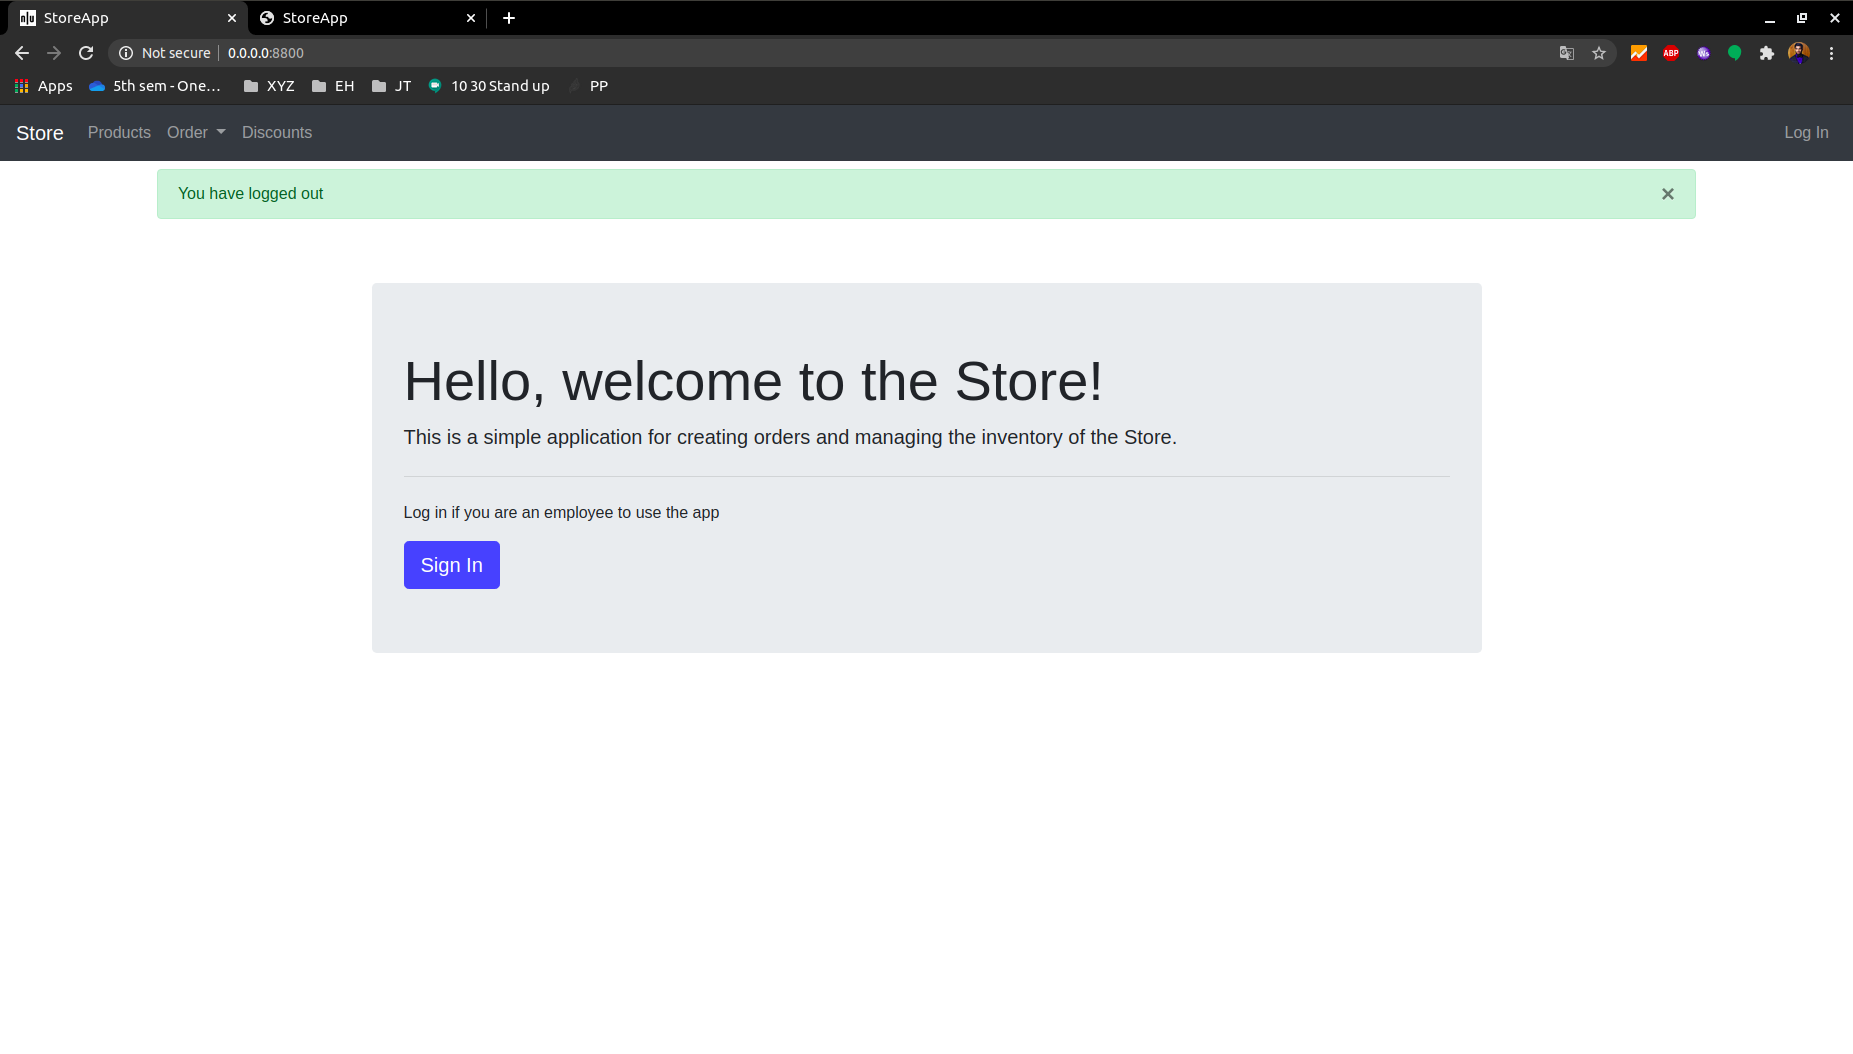 StoreApp
StoreApp
Not secure 0.0.0.0:8800
ABP
Apps 5th sem - One... XYZ EH JT 10 30 Stand up PP
Store Products Order Discounts Log In
You have logged out ×
Hello, welcome to the Store!
This is a simple application for creating orders and managing the inventory of the Store.
Log in if you are an employee to use the app
Sign In